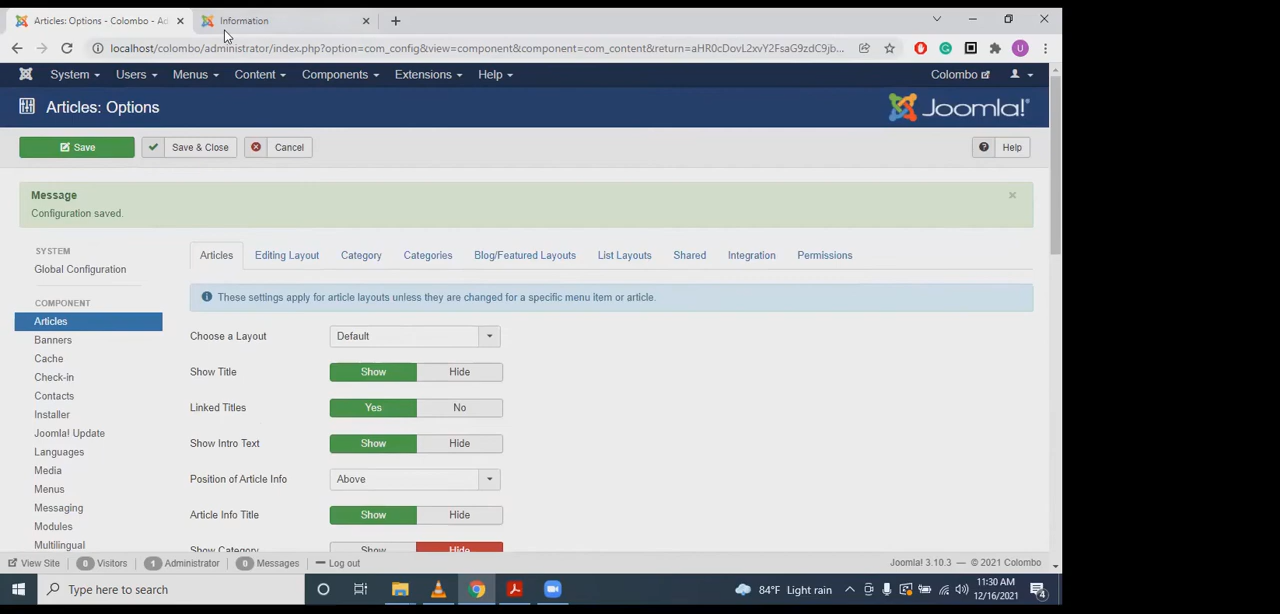 Articles: Options - Colombo - Ad
Information
localhost/colombo/administrator/index.php?option=com_config&view=component&component=com_content&return=aHR0cDovL2xvY2FsaG9zdC9jb...
U
System Users Menus Content Components Extensions Help
Colombo
Articles: Options
Joomla!
Save
Save & Close
Cancel
Help
Message
Configuration saved.
SYSTEM
Global Configuration
COMPONENT
Articles
Banners
Cache
Check-in
Contacts
Installer
Joomla! Update
Languages
Media
Menus
Messaging
Modules
Multilingual
Articles Editing Layout Category Categories Blog/Featured Layouts List Layouts Shared Integration Permissions
These settings apply for article layouts unless they are changed for a specific menu item or article.
Choose a Layout Default
Show Title Show Hide
Linked Titles Yes No
Show Intro Text Show Hide
Position of Article Info Above
Article Info Title Show Hide
Show Category Show Hide
View Site 0 Visitors 1 Administrator 0 Messages Log out
Joomla! 3.10.3 — © 2021 Colombo
Type here to search
84°F Light rain
11:30 AM
12/16/2021
4